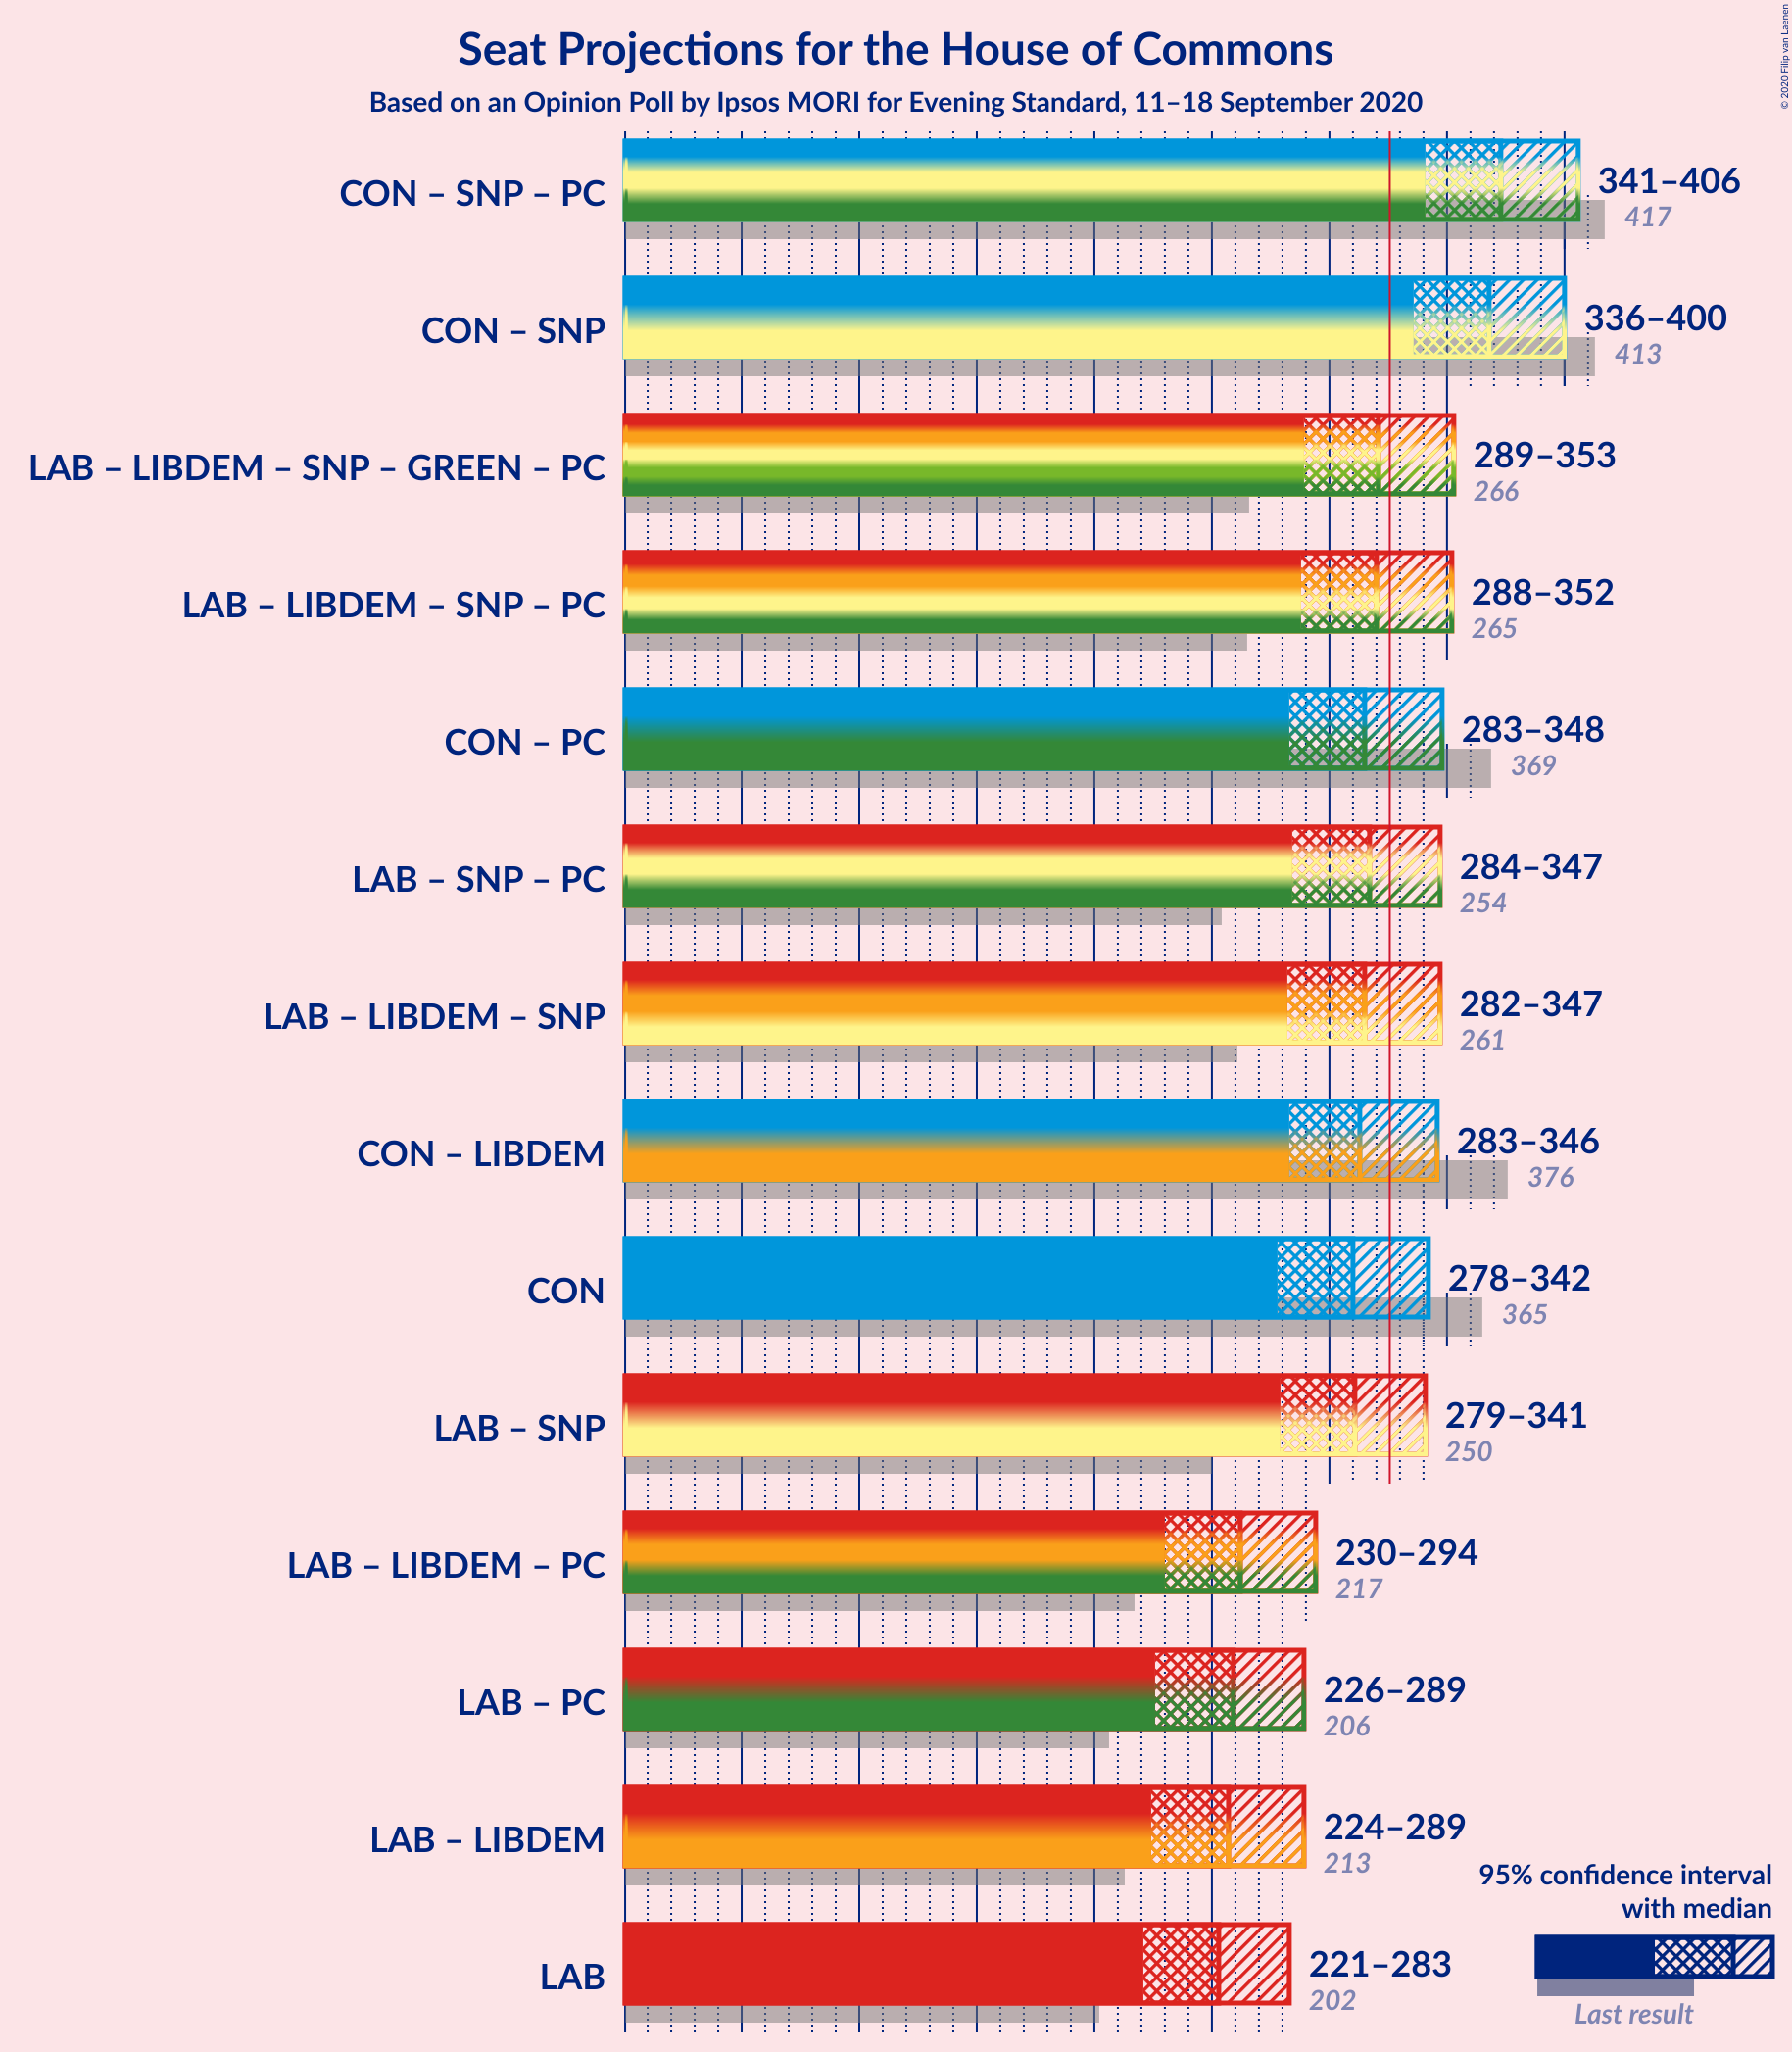 Seat Projections for the House of Commons
Based on an Opinion Poll by Ipsos MORI for Evening Standard, 11–18 September 2020
© 2020 Filip van Laenen
CON – SNP – PC
341–406
417
CON – SNP
336–400
413
LAB – LIBDEM – SNP – GREEN – PC
289–353
266
LAB – LIBDEM – SNP – PC
288–352
265
CON – PC
283–348
369
LAB – SNP – PC
284–347
254
LAB – LIBDEM – SNP
282–347
261
CON – LIBDEM
283–346
376
CON
278–342
365
LAB – SNP
279–341
250
LAB – LIBDEM – PC
230–294
217
LAB – PC
226–289
206
LAB – LIBDEM
224–289
213
LAB
221–283
202
95% confidence interval
with median
Last result